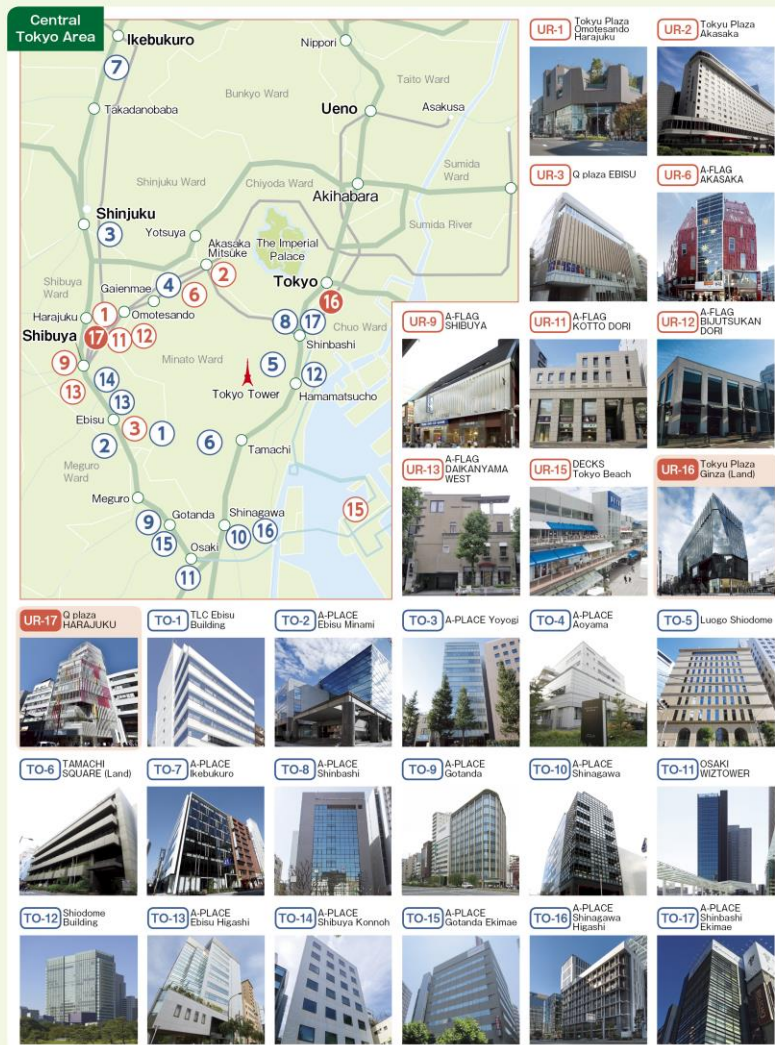 Central
Tokyo Area
Ikebukuro
7
Nippori
Takadanobaba
Bunkyo Ward
Taito Ward
Ueno
Asakusa
Shinjuku Ward
Chiyoda Ward
Sumida
Ward
Akihabara
Shinjuku
3
Yotsuya
Sumida River
Akasaka
Mitsuke
The Imperial
Palace
2
4
Gaienmae
6
Tokyo
16
Shibuya
Ward
Harajuku
1
Omotesando
17
11
12
8
17
Chuo Ward
Shibuya
Minato Ward
Shinbashi
9
5
13
14
Tokyo Tower
12
Hamamatsucho
13
Ebisu
3
1
2
6
Tamachi
Meguro
Ward
Meguro
9
Gotanda
Shinagawa
15
15
10
16
Osaki
11
UR-1
Tokyu Plaza
Omotesando
Harajuku
UR-2
Tokyu Plaza
Akasaka
UR-3
Q plaza EBISU
UR-6
A-FLAG
AKASAKA
UR-9
A-FLAG
SHIBUYA
UR-11
A-FLAG
KOTTO DORI
UR-12
A-FLAG
BIJUTSUKAN
DORI
UR-13
A-FLAG
DAIKANYAMA
WEST
UR-15
DECKS
Tokyo Beach
UR-16
Tokyu Plaza
Ginza (Land)
UR-17
Q plaza
HARAJUKU
TO-1
TLC Ebisu
Building
TO-2
A-PLACE
Ebisu Minami
TO-3
A-PLACE Yoyogi
TO-4
A-PLACE
Aoyama
TO-5
Luogo Shiodome
TO-6
TAMACHI
SQUARE (Land)
TO-7
A-PLACE
Ikebukuro
TO-8
A-PLACE
Shinbashi
TO-9
A-PLACE
Gotanda
TO-10
A-PLACE
Shinagawa
TO-11
OSAKI
WIZTOWER
TO-12
Shiodome
Building
TO-13
A-PLACE
Ebisu Higashi
TO-14
A-PLACE
Shibuya Konnoh
TO-15
A-PLACE
Gotanda Ekimae
TO-16
A-PLACE
Shinagawa
Higashi
TO-17
A-PLACE
Shinbashi
Ekimae